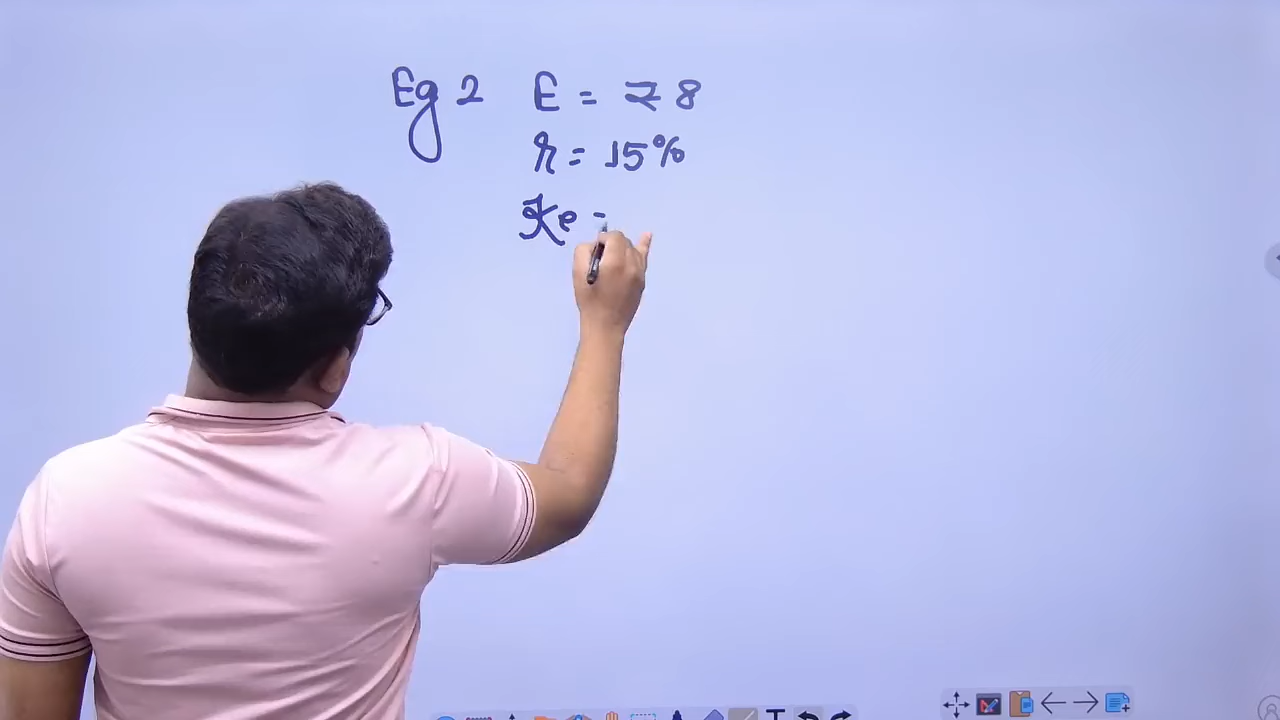 Eg 2 E = ₹ 8
r = 15%
Ke =